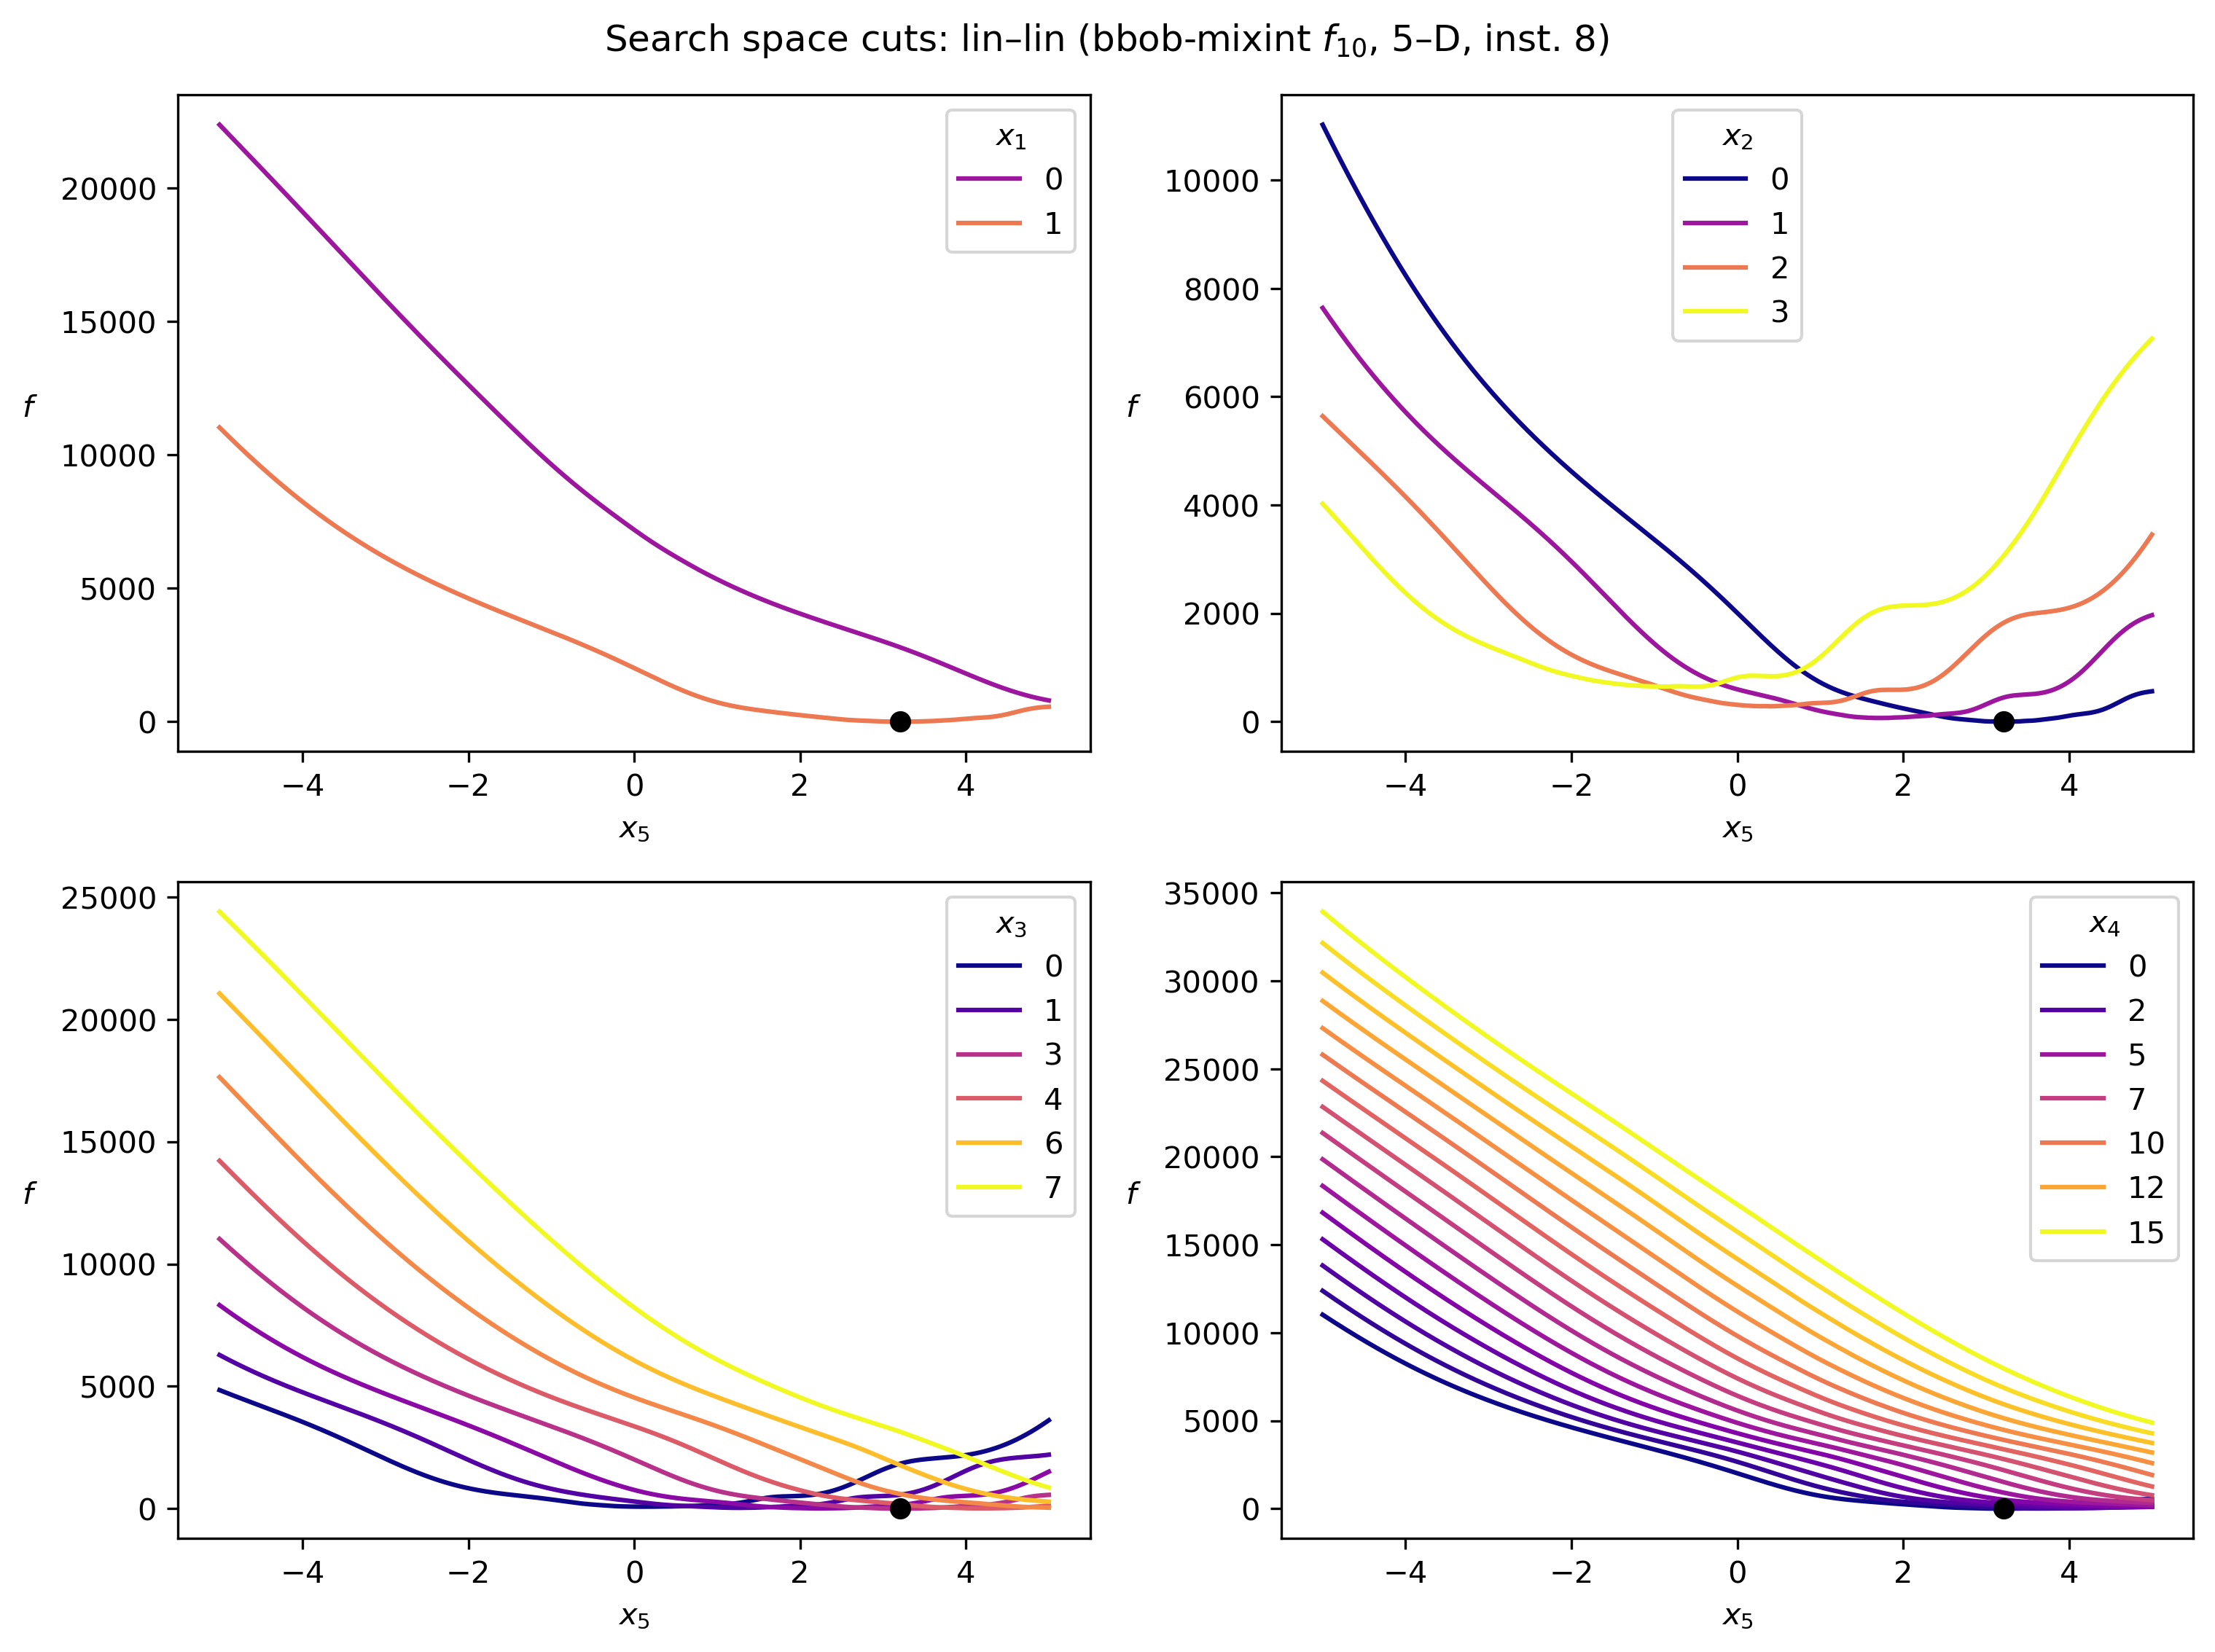 Search space cuts: lin–lin (bbob-mixint f10, 5–D, inst. 8)
20000
15000
10000
5000
0
f
−4 −2 0 2 4
x5
x1
0
1
10000
8000
6000
4000
2000
0
f
−4 −2 0 2 4
x5
x2
0
1
2
3
25000
20000
15000
10000
5000
0
f
−4 −2 0 2 4
x5
x3
0
1
3
4
6
7
35000
30000
25000
20000
15000
10000
5000
0
f
−4 −2 0 2 4
x5
x4
0
2
5
7
10
12
15